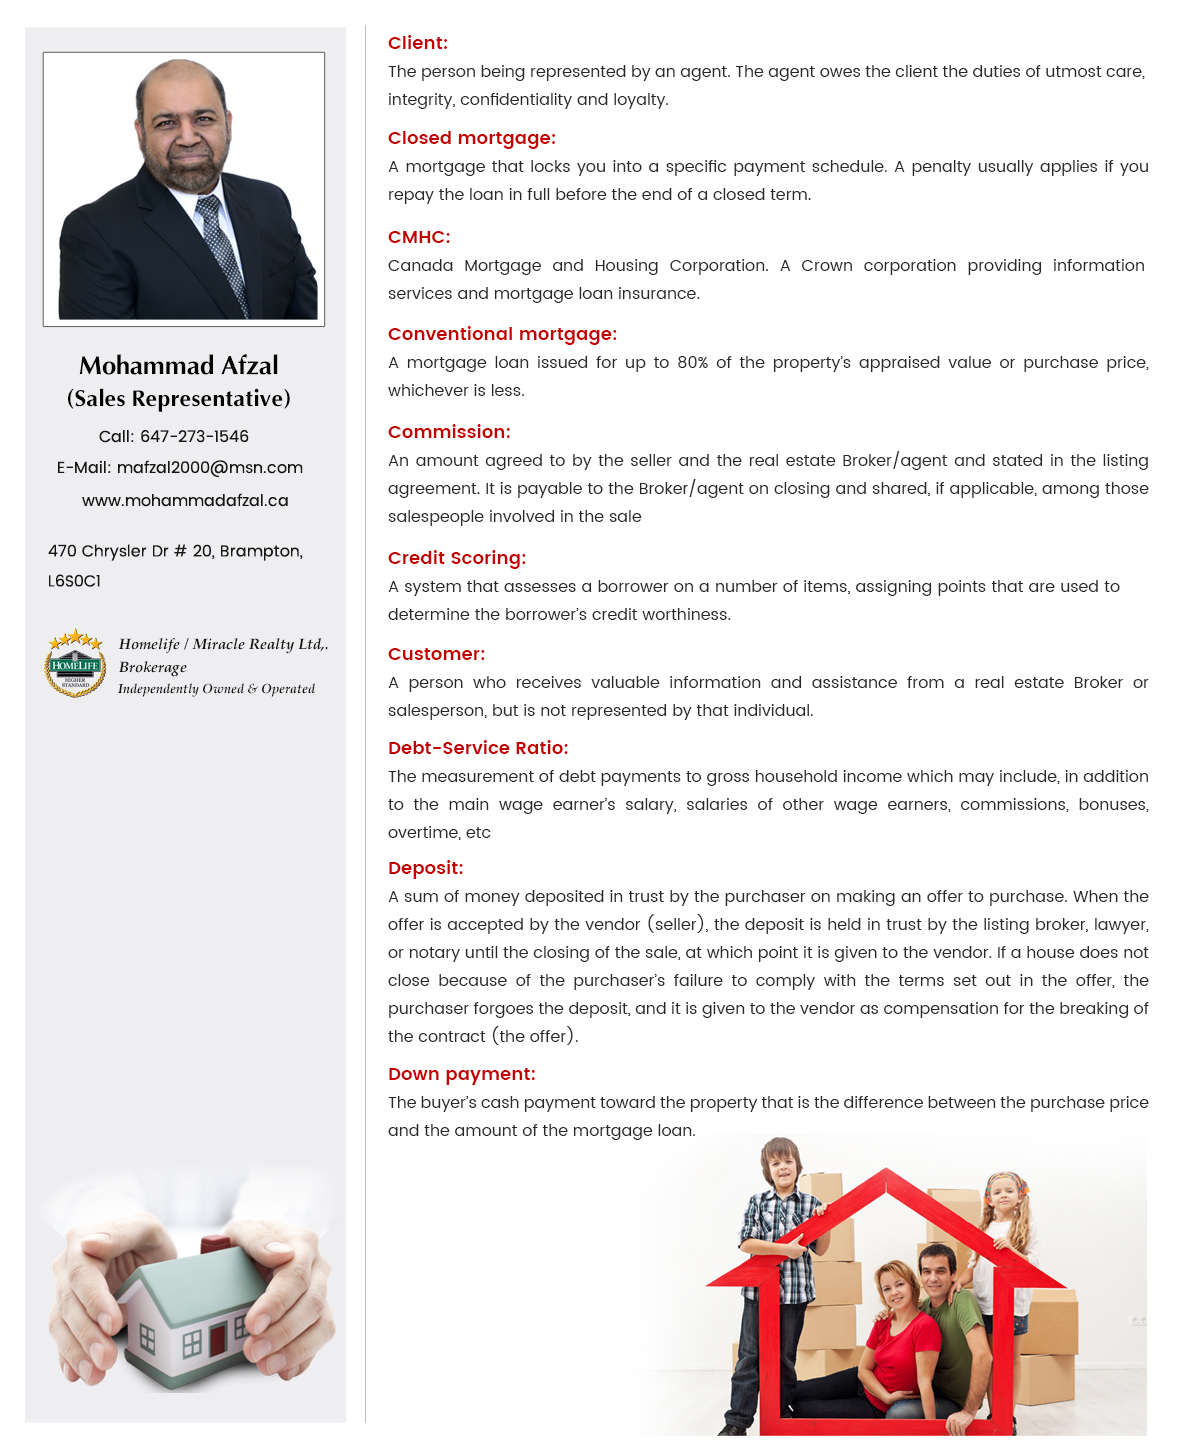 Mohammad Afzal
(Sales Representative)
Call: 647-273-1546
E-Mail: mafzal2000@msn.com
www.mohammadafzal.ca
470 Chrysler Dr # 20, Brampton,
L6S0C1
HOMELIFE
HIGHER
STANDARD
Homelife / Miracle Realty Ltd,.
Brokerage
Independently Owned & Operated
Client:
The person being represented by an agent. The agent owes the client the duties of utmost care,
integrity, confidentiality and loyalty.
Closed mortgage:
A mortgage that locks you into a specific payment schedule. A penalty usually applies if you
repay the loan in full before the end of a closed term.
CMHC:
Canada Mortgage and Housing Corporation. A Crown corporation providing information
services and mortgage loan insurance.
Conventional mortgage:
A mortgage loan issued for up to 80% of the property’s appraised value or purchase price,
whichever is less.
Commission:
An amount agreed to by the seller and the real estate Broker/agent and stated in the listing
agreement. It is payable to the Broker/agent on closing and shared, if applicable, among those
salespeople involved in the sale
Credit Scoring:
A system that assesses a borrower on a number of items, assigning points that are used to
determine the borrower’s credit worthiness.
Customer:
A person who receives valuable information ad assistance from a real estate Broker or
salesperson, but is not represented by that individual.
Debt-Service Ratio:
The measurement of debt payments to gross household income which may include, in addition
to the main wage earner’s salary, salaries of other wage earners, commissions, bonuses,
overtime, etc
Deposit:
A sum of money deposited in trust by the purchaser on making an offer to purchase. When the
offer is accepted by the vendor (seller), the deposit is held in trust by the listing broker, lawyer,
or notary until the closing of the sale, at which point it is given to the vendor. If a house does not
close because of the purchaser’s failure to comply with the terms set out in the offer, the
purchaser forgoes the deposit, and it is given to the vendor as compensation for the breaking of
the contract (the offer).
Down payment:
The buyer’s cash payment toward the property that is the difference between the purchase price
and the amount of the mortgage loan.